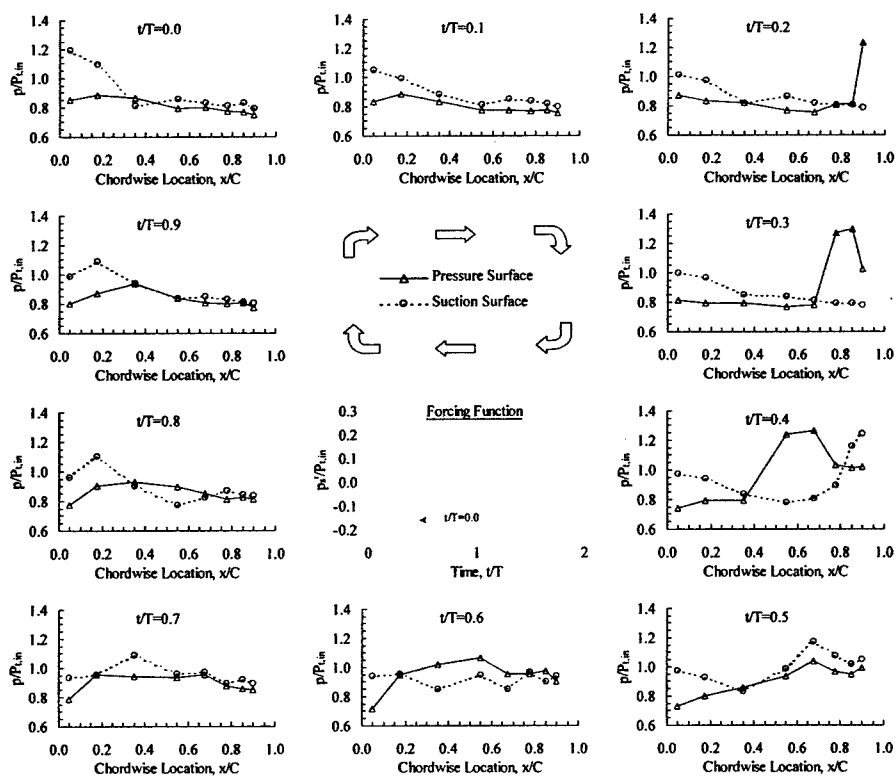 t/T=0.0
p/Pt,in
1.4
1.2
1.0
0.8
0.6
0.0 0.2 0.4 0.6 0.8 1.0
Chordwise Location, x/C
t/T=0.1
p/Pt,in
1.4
1.2
1.0
0.8
0.6
0.0 0.2 0.4 0.6 0.8 1.0
Chordwise Location, x/C
t/T=0.2
p/Pt,in
1.4
1.2
1.0
0.8
0.6
0.0 0.2 0.4 0.6 0.8 1.0
Chordwise Location, x/C
t/T=0.9
p/Pt,in
1.4
1.2
1.0
0.8
0.6
0.0 0.2 0.4 0.6 0.8 1.0
Chordwise Location, x/C
Pressure Surface
Suction Surface
t/T=0.3
p/Pt,in
1.4
1.2
1.0
0.8
0.6
0.0 0.2 0.4 0.6 0.8 1.0
Chordwise Location, x/C
t/T=0.8
p/Pt,in
1.4
1.2
1.0
0.8
0.6
0.0 0.2 0.4 0.6 0.8 1.0
Chordwise Location, x/C
Forcing Function
ps'/Pt,in
0.3
0.2
0.1
0.0
-0.1
-0.2
t/T=0.0
0 1 2
Time, t/T
t/T=0.4
p/Pt,in
1.4
1.2
1.0
0.8
0.6
0.0 0.2 0.4 0.6 0.8 1.0
Chordwise Location, x/C
t/T=0.7
p/Pt,in
1.4
1.2
1.0
0.8
0.6
0.0 0.2 0.4 0.6 0.8 1.0
Chordwise Location, x/C
t/T=0.6
p/Pt,in
1.4
1.2
1.0
0.8
0.6
0.0 0.2 0.4 0.6 0.8 1.0
Chordwise Location, x/C
t/T=0.5
p/Pt,in
1.4
1.2
1.0
0.8
0.6
0.0 0.2 0.4 0.6 0.8 1.0
Chordwise Location, x/C